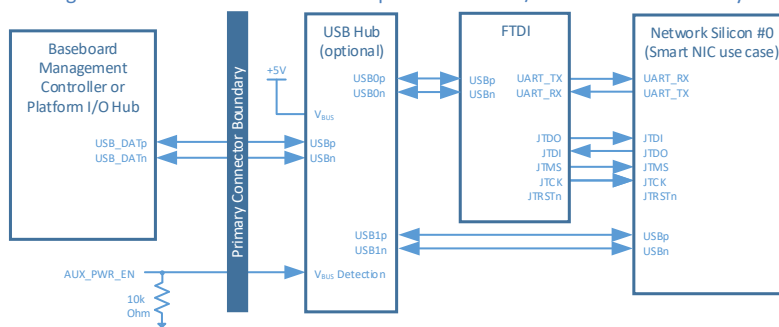 USB Hub
(optional)
FTDI
Network Silicon #0
(Smart NIC use case)
Baseboard
Management
Controller or
Platform I/O Hub
Primary Connector Boundary
+5V
USB0p
USB0n
USBp
USBn
UART_TX
UART_RX
UART_RX
UART_TX
VBUS
USB_DATp
USB_DATn
USBp
USBn
JTDO
JTDI
JTMS
JTCK
JTRSTn
JTDI
JTDO
JTMS
JTCK
JTRSTn
USB1p
USB1n
USBp
USBn
AUX_PWR_EN
VBUS Detection
10k
Ohm